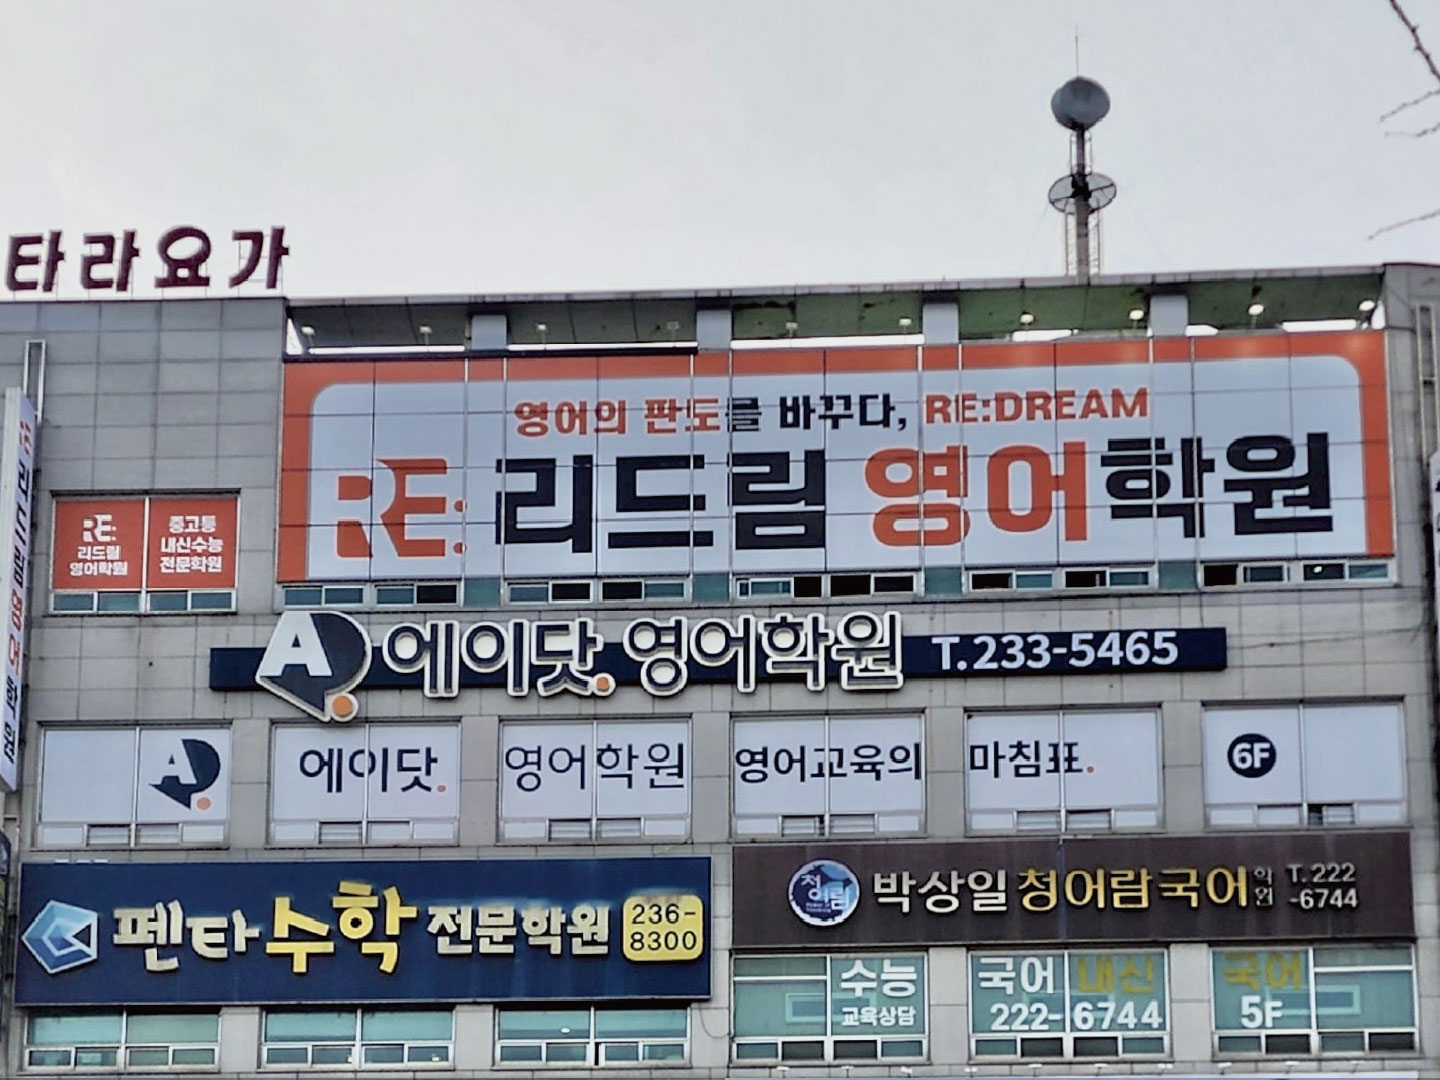 타라요가
영어의 판도를 바꾸다, RE:DREAM
RE: 리드림 영어학원
RE:
리드림
영어학원
중고등
내신수능
전문학원
A. 에이닷. 영어학원 T.233-5465
A. 에이닷. 영어학원 영어교육의 마침표. 6F
펜타수학 전문학원 236-
8300
청어람 박상일 청어람국어학원 T.222
-6744
수능
교육상담
국어 내신
222-6744
국어
5F